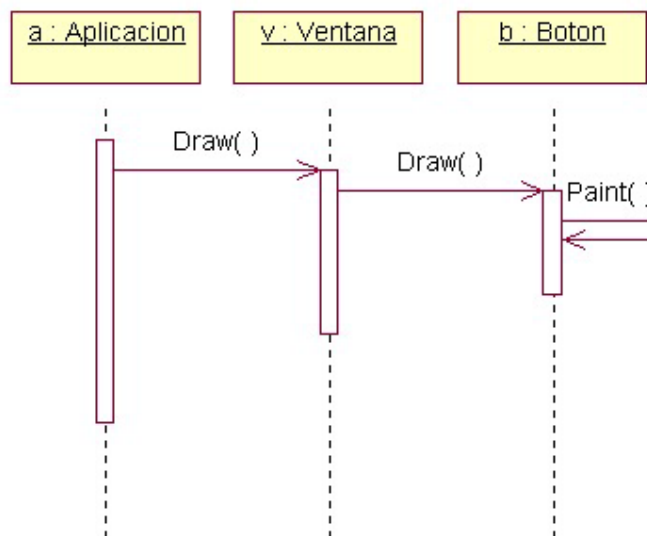 a : Aplicacion
v : Ventana
b : Boton
Draw( )
Draw( )
Paint( )